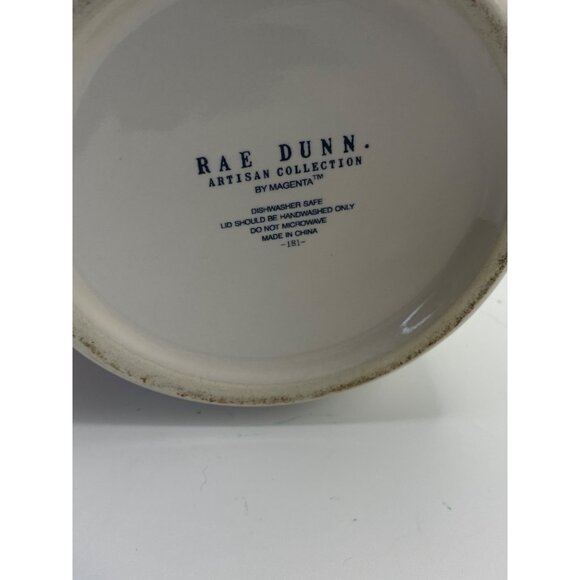 RAE DUNN.
ARTISAN COLLECTION
BY MAGENTA™
DISHWASHER SAFE
LID SHOULD BE HANDWASHED ONLY
DO NOT MICROWAVE
MADE IN CHINA
-181-